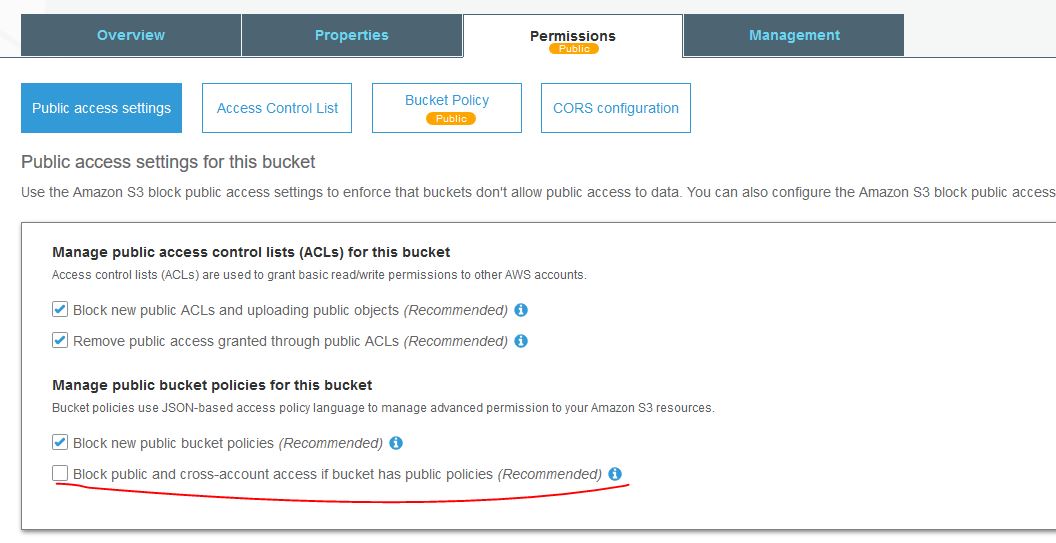 Overview Properties Permissions Management
Public
Public access settings Access Control List Bucket Policy CORS configuration
Public
Public access settings for this bucket
Use the Amazon S3 block public access settings to enforce that buckets don't allow public access to data. You can also configure the Amazon S3 block public access
Manage public access control lists (ACLs) for this bucket
Access control lists (ACLs) are used to grant basic read/write permissions to other AWS accounts.
Block new public ACLs and uploading public objects (Recommended)
Remove public access granted through public ACLs (Recommended)
Manage public bucket policies for this bucket
Bucket policies use JSON-based access policy language to manage advanced permission to your Amazon S3 resources.
Block new public bucket policies (Recommended)
Block public and cross-account access if bucket has public policies (Recommended)